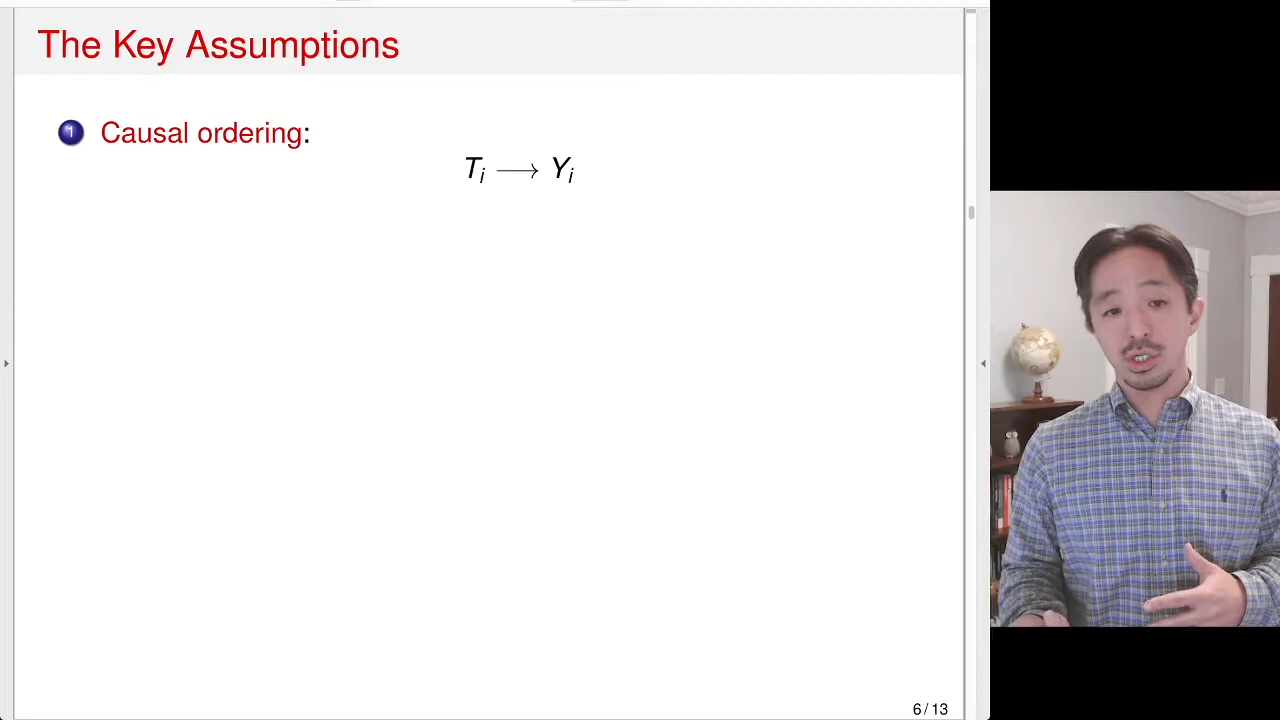 The Key Assumptions
1 Causal ordering:
Tᵢ ⟶ Yᵢ
6 / 13